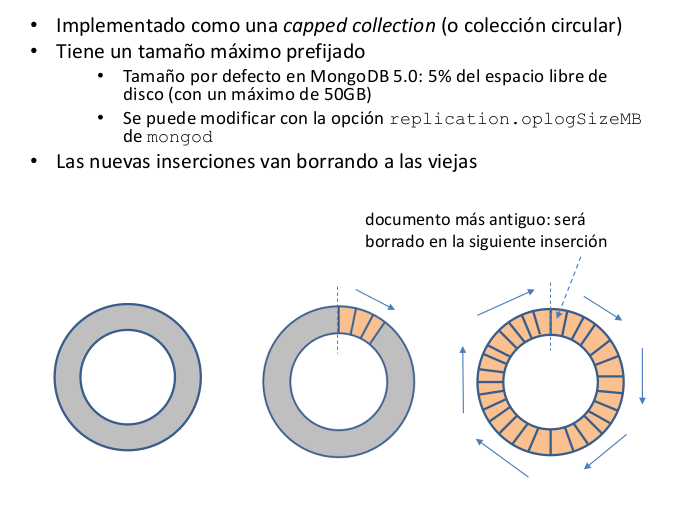 • Implementado como una capped collection (o colección circular)
• Tiene un tamaño máximo prefijado
• Tamaño por defecto en MongoDB 5.0: 5% del espacio libre de
disco (con un máximo de 50GB)
• Se puede modificar con la opción replication.oplogSizeMB
de mongod
• Las nuevas inserciones van borrando a las viejas
documento más antiguo: será
borrado en la siguiente inserción